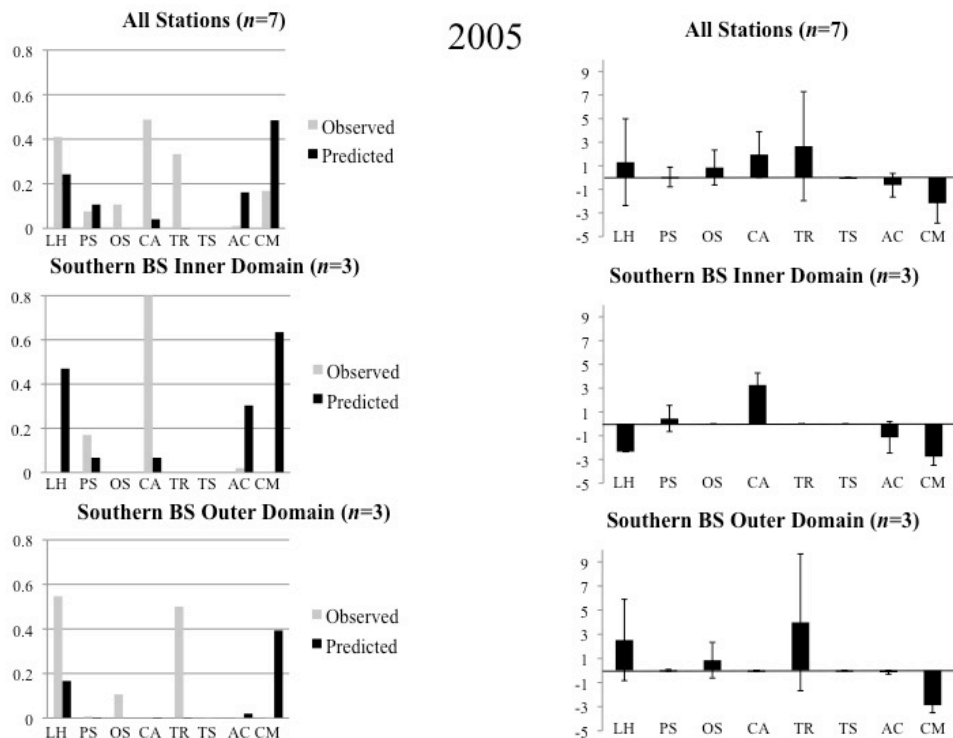 2005
All Stations (n=7)
0.8
0.6
0.4
0.2
0
Observed
Predicted
LH PS OS CA TR TS AC CM
Southern BS Inner Domain (n=3)
0.8
0.6
0.4
0.2
0
Observed
Predicted
LH PS OS CA TR TS AC CM
Southern BS Outer Domain (n=3)
0.8
0.6
0.4
0.2
0
Observed
Predicted
LH PS OS CA TR TS AC CM
All Stations (n=7)
9
7
5
3
1
-1
-3
-5
LH PS OS CA TR TS AC CM
Southern BS Inner Domain (n=3)
9
7
5
3
1
-1
-3
-5
LH PS OS CA TR TS AC CM
Southern BS Outer Domain (n=3)
9
7
5
3
1
-1
-3
-5
LH PS OS CA TR TS AC CM